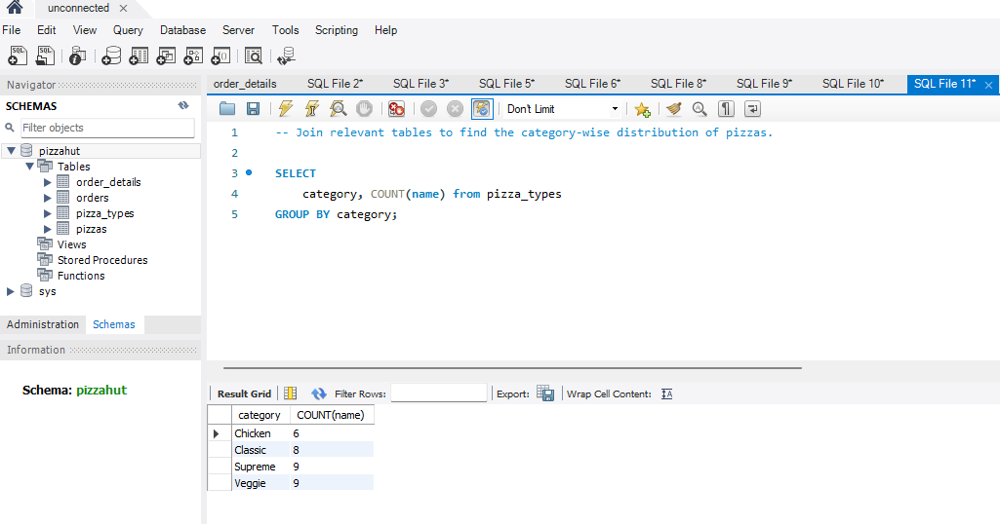 unconnected
File Edit View Query Database Server Tools Scripting Help
Navigator
SCHEMAS
Filter objects
pizzahut
Tables
order_details
orders
pizza_types
pizzas
Views
Stored Procedures
Functions
sys
Administration Schemas
Information
Schema: pizzahut
order_details SQL File 2* SQL File 3* SQL File 5* SQL File 6* SQL File 8* SQL File 9* SQL File 10* SQL File 11*
Don't Limit
1 -- Join relevant tables to find the category-wise distribution of pizzas.
2
3 SELECT
4 category, COUNT(name) from pizza_types
5 GROUP BY category;
Result Grid Filter Rows: Export: Wrap Cell Content:
category COUNT(name)
Chicken 6
Classic 8
Supreme 9
Veggie 9